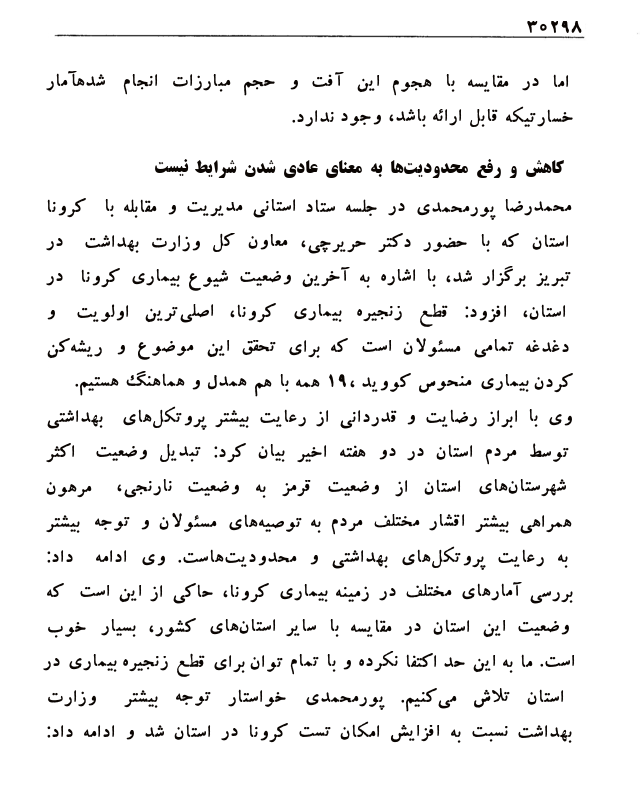 ۳۰۲۹۸
اما در مقایسه با هجوم این آفت و حجم مبارزات انجام شدهآمار
خسارتیکه قابل ارائه باشد، وجود ندارد.
کاهش و رفع محدودیت‌ها به معنای عادی شدن شرایط نیست
محمدرضا پورمحمدی در جلسه ستاد استانی مدیریت و مقابله با کرونا
استان که با حضور دکتر حریرچی، معاون کل وزارت بهداشت در
تبریز برگزار شد، با اشاره به آخرین وضعیت شیوع بیماری کرونا در
استان، افزود: قطع زنجیره بیماری کرونا، اصلی‌ترین اولویت و
دغدغه تمامی مسئولان است که برای تحقق این موضوع و ریشه‌کن
کردن بیماری منحوس کووید ،۱۹ همه با هم همدل و هماهنگ هستیم.
وی با ابراز رضایت و قدردانی از رعایت بیشتر پروتکل‌های بهداشتی
توسط مردم استان در دو هفته اخیر بیان کرد: تبدیل وضعیت اکثر
شهرستان‌های استان از وضعیت قرمز به وضعیت نارنجی، مرهون
همراهی بیشتر اقشار مختلف مردم به توصیه‌های مسئولان و توجه بیشتر
به رعایت پروتکل‌های بهداشتی و محدودیت‌هاست. وی ادامه داد:
بررسی آمارهای مختلف در زمینه بیماری کرونا، حاکی از این است که
وضعیت این استان در مقایسه با سایر استان‌های کشور، بسیار خوب
است. ما به این حد اکتفا نکرده و با تمام توان برای قطع زنجیره بیماری در
استان تلاش می‌کنیم. پورمحمدی خواستار توجه بیشتر وزارت
بهداشت نسبت به افزایش امکان تست کرونا در استان شد و ادامه داد: